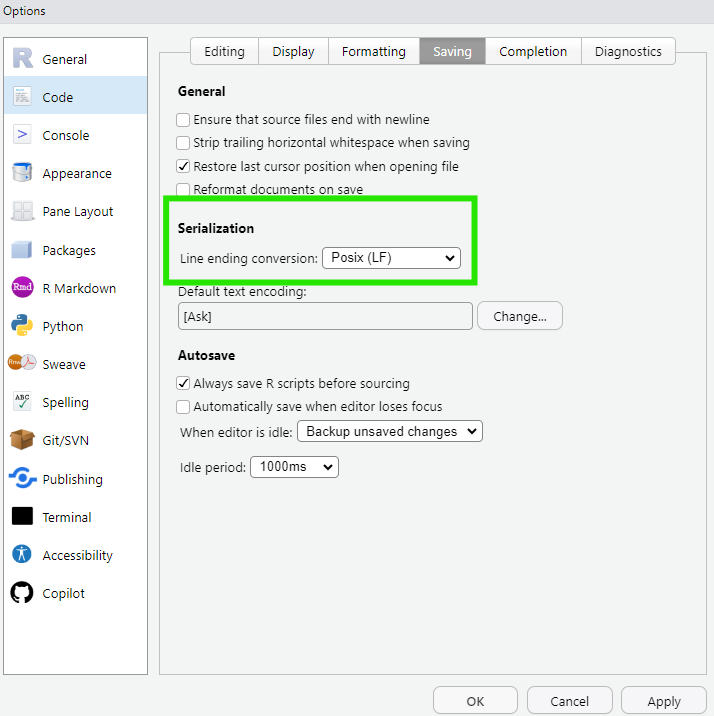 Options
R General
Code
> Console
Appearance
Pane Layout
Packages
Rmd R Markdown
Python
Rnw Sweave
ABC Spelling
Git/SVN
Publishing
Terminal
Accessibility
Copilot
Editing Display Formatting Saving Completion Diagnostics
General
Ensure that source files end with newline
Strip trailing horizontal whitespace when saving
Restore last cursor position when opening file
Reformat documents on save
Serialization
Line ending conversion: Posix (LF)
Default text encoding:
[Ask] Change...
Autosave
Always save R scripts before sourcing
Automatically save when editor loses focus
When editor is idle: Backup unsaved changes
Idle period: 1000ms
OK Cancel Apply